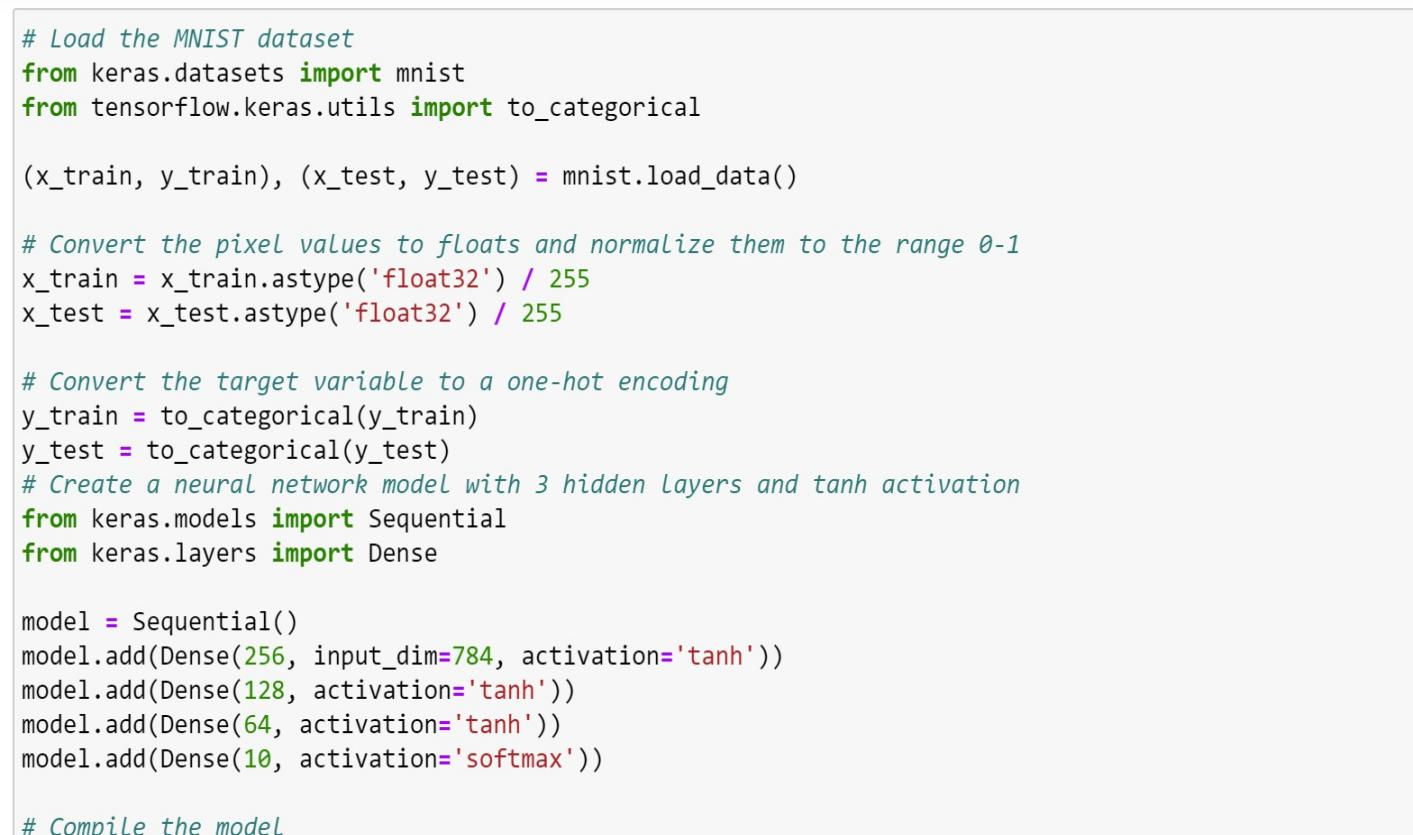 # Load the MNIST dataset
from keras.datasets import mnist
from tensorflow.keras.utils import to_categorical
(x_train, y_train), (x_test, y_test) = mnist.load_data()
# Convert the pixel values to floats and normalize them to the range 0-1
x_train = x_train.astype('float32') / 255
x_test = x_test.astype('float32') / 255
# Convert the target variable to a one-hot encoding
y_train = to_categorical(y_train)
y_test = to_categorical(y_test)
# Create a neural network model with 3 hidden layers and tanh activation
from keras.models import Sequential
from keras.layers import Dense
model = Sequential()
model.add(Dense(256, input_dim=784, activation='tanh'))
model.add(Dense(128, activation='tanh'))
model.add(Dense(64, activation='tanh'))
model.add(Dense(10, activation='softmax'))
# Compile the model